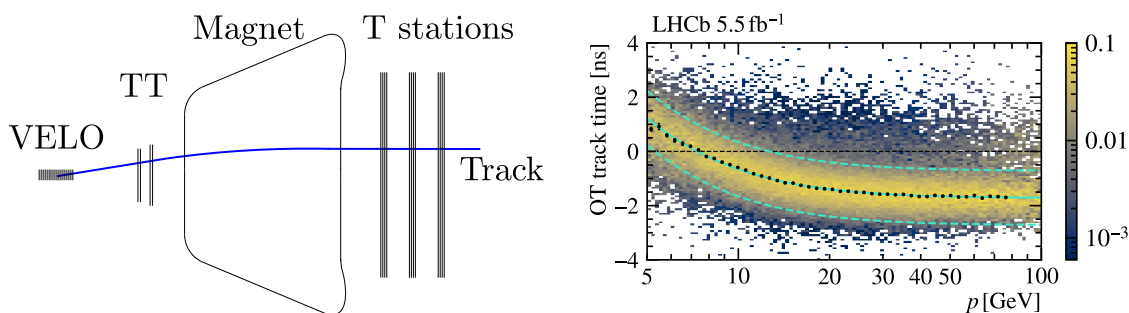 Magnet
T stations
TT
VELO
Track
LHCb 5.5 fb⁻¹
OT track time [ns]
4
2
0
−2
−4
5
10
20
30
40
50
100
p [GeV]
0.1
0.01
10⁻³